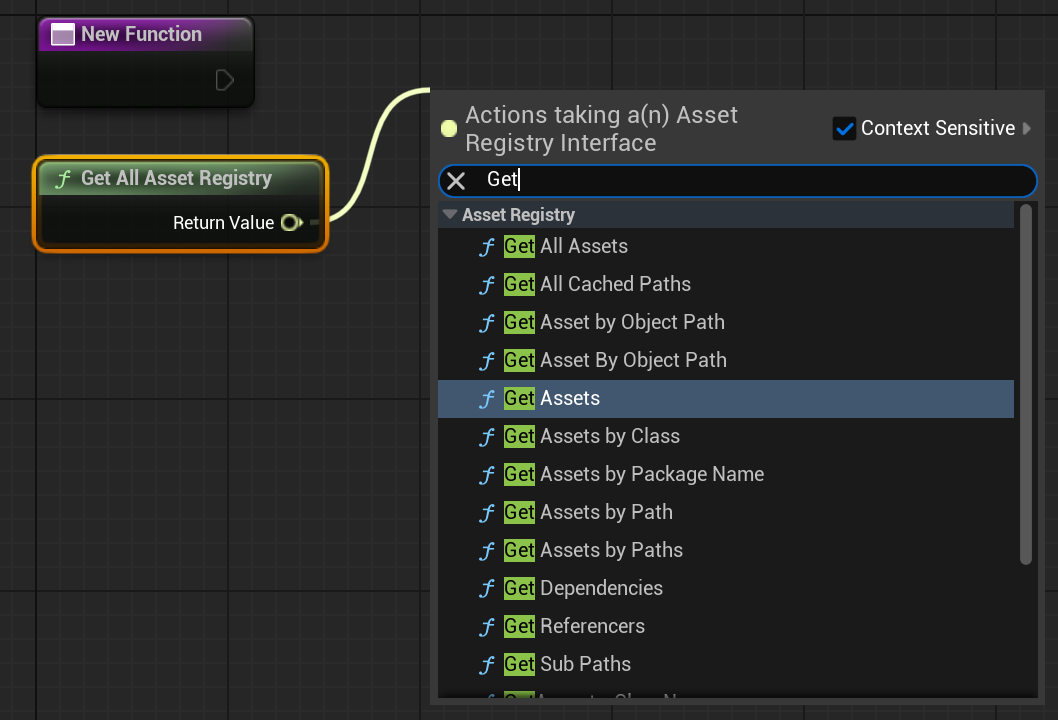 New Function
Get All Asset Registry
Return Value
Actions taking a(n) Asset
Registry Interface
Context Sensitive
Get
Asset Registry
Get All Assets
Get All Cached Paths
Get Asset by Object Path
Get Asset By Object Path
Get Assets
Get Assets by Class
Get Assets by Package Name
Get Assets by Path
Get Assets by Paths
Get Dependencies
Get Referencers
Get Sub Paths